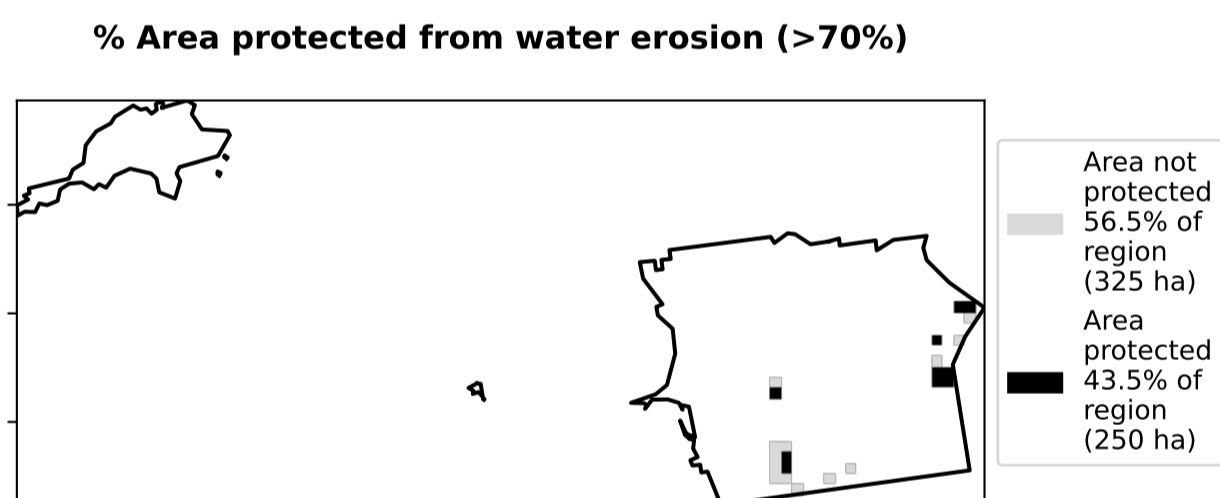 % Area protected from water erosion (>70%)
Area not
protected
56.5% of
region
(325 ha)
Area
protected
43.5% of
region
(250 ha)